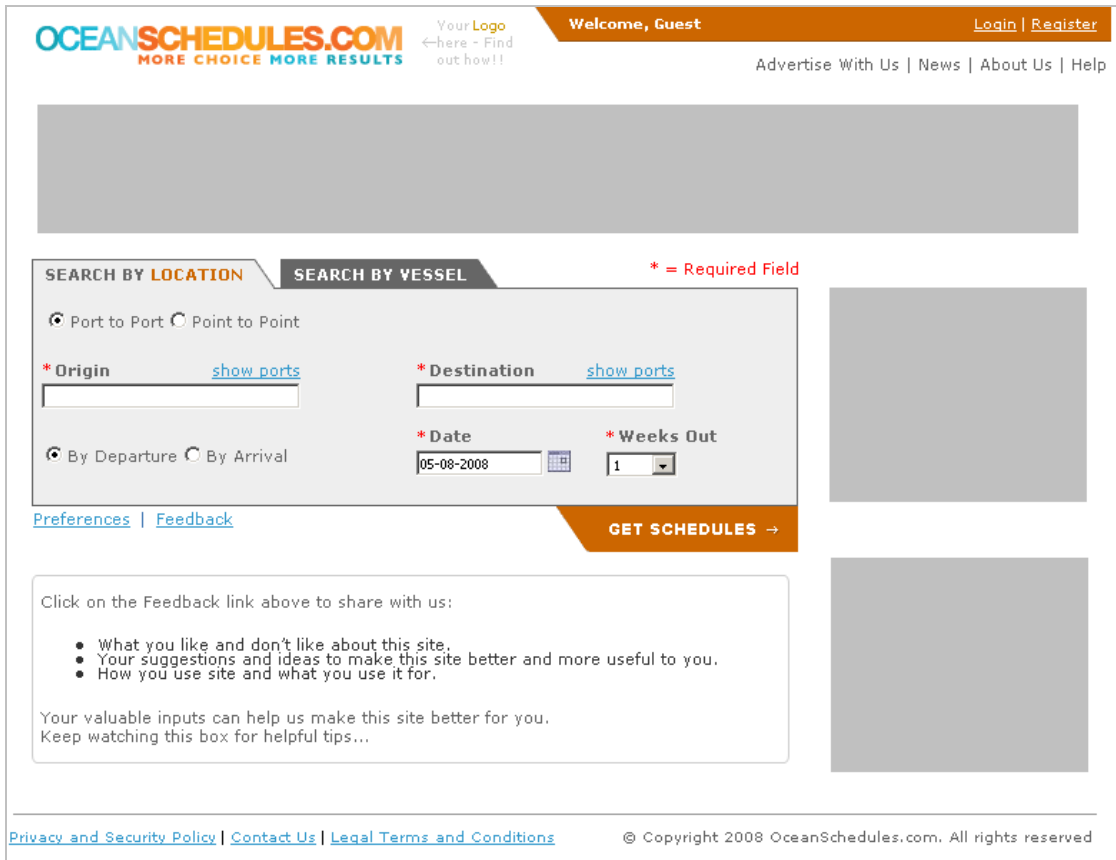 OCEANSCHEDULES.COM
MORE CHOICE MORE RESULTS
Your Logo
←here - Find
out how!!
Welcome, Guest
Login | Register
Advertise With Us | News | About Us | Help
SEARCH BY LOCATION
SEARCH BY VESSEL
* = Required Field
Port to Port Point to Point
* Origin show ports
* Destination show ports
By Departure By Arrival
* Date
* Weeks Out
05-08-2008
1
Preferences | Feedback
GET SCHEDULES →
Click on the Feedback link above to share with us:
● What you like and don't like about this site.
● Your suggestions and ideas to make this site better and more useful to you.
● How you use site and what you use it for.
Your valuable inputs can help us make this site better for you.
Keep watching this box for helpful tips...
Privacy and Security Policy | Contact Us | Legal Terms and Conditions
© Copyright 2008 OceanSchedules.com. All rights reserved